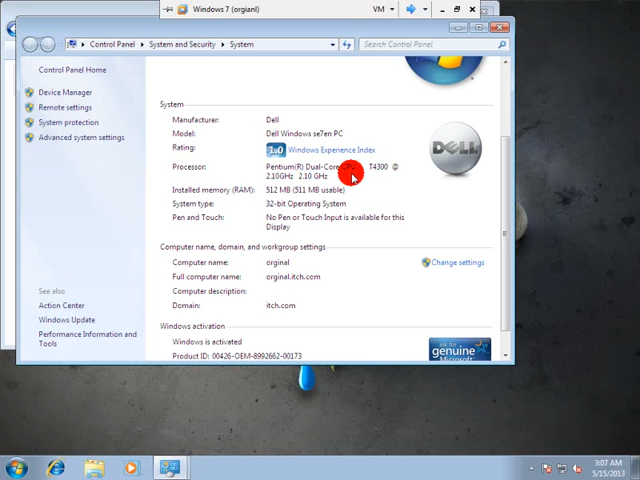 Windows 7 (orgianl)
VM
Control Panel
System and Security
System
Search Control Panel
Control Panel Home
Device Manager
Remote settings
System protection
Advanced system settings
See also
Action Center
Windows Update
Performance Information and
Tools
System
Manufacturer:
Dell
Model:
Dell Windows se7en PC
Rating:
1.0
Windows Experience Index
Processor:
Pentium(R) Dual-Core CPU T4300 @
2.10GHz 2.10 GHz
Installed memory (RAM):
512 MB (511 MB usable)
System type:
32-bit Operating System
Pen and Touch:
No Pen or Touch Input is available for this
Display
DELL
Computer name, domain, and workgroup settings
Computer name:
orginal
Change settings
Full computer name:
orginal.itch.com
Computer description:
Domain:
itch.com
Windows activation
Windows is activated
Product ID: 00426-OEM-8992662-00173
ask for
genuine
Microsoft
3:07 AM
5/15/2013